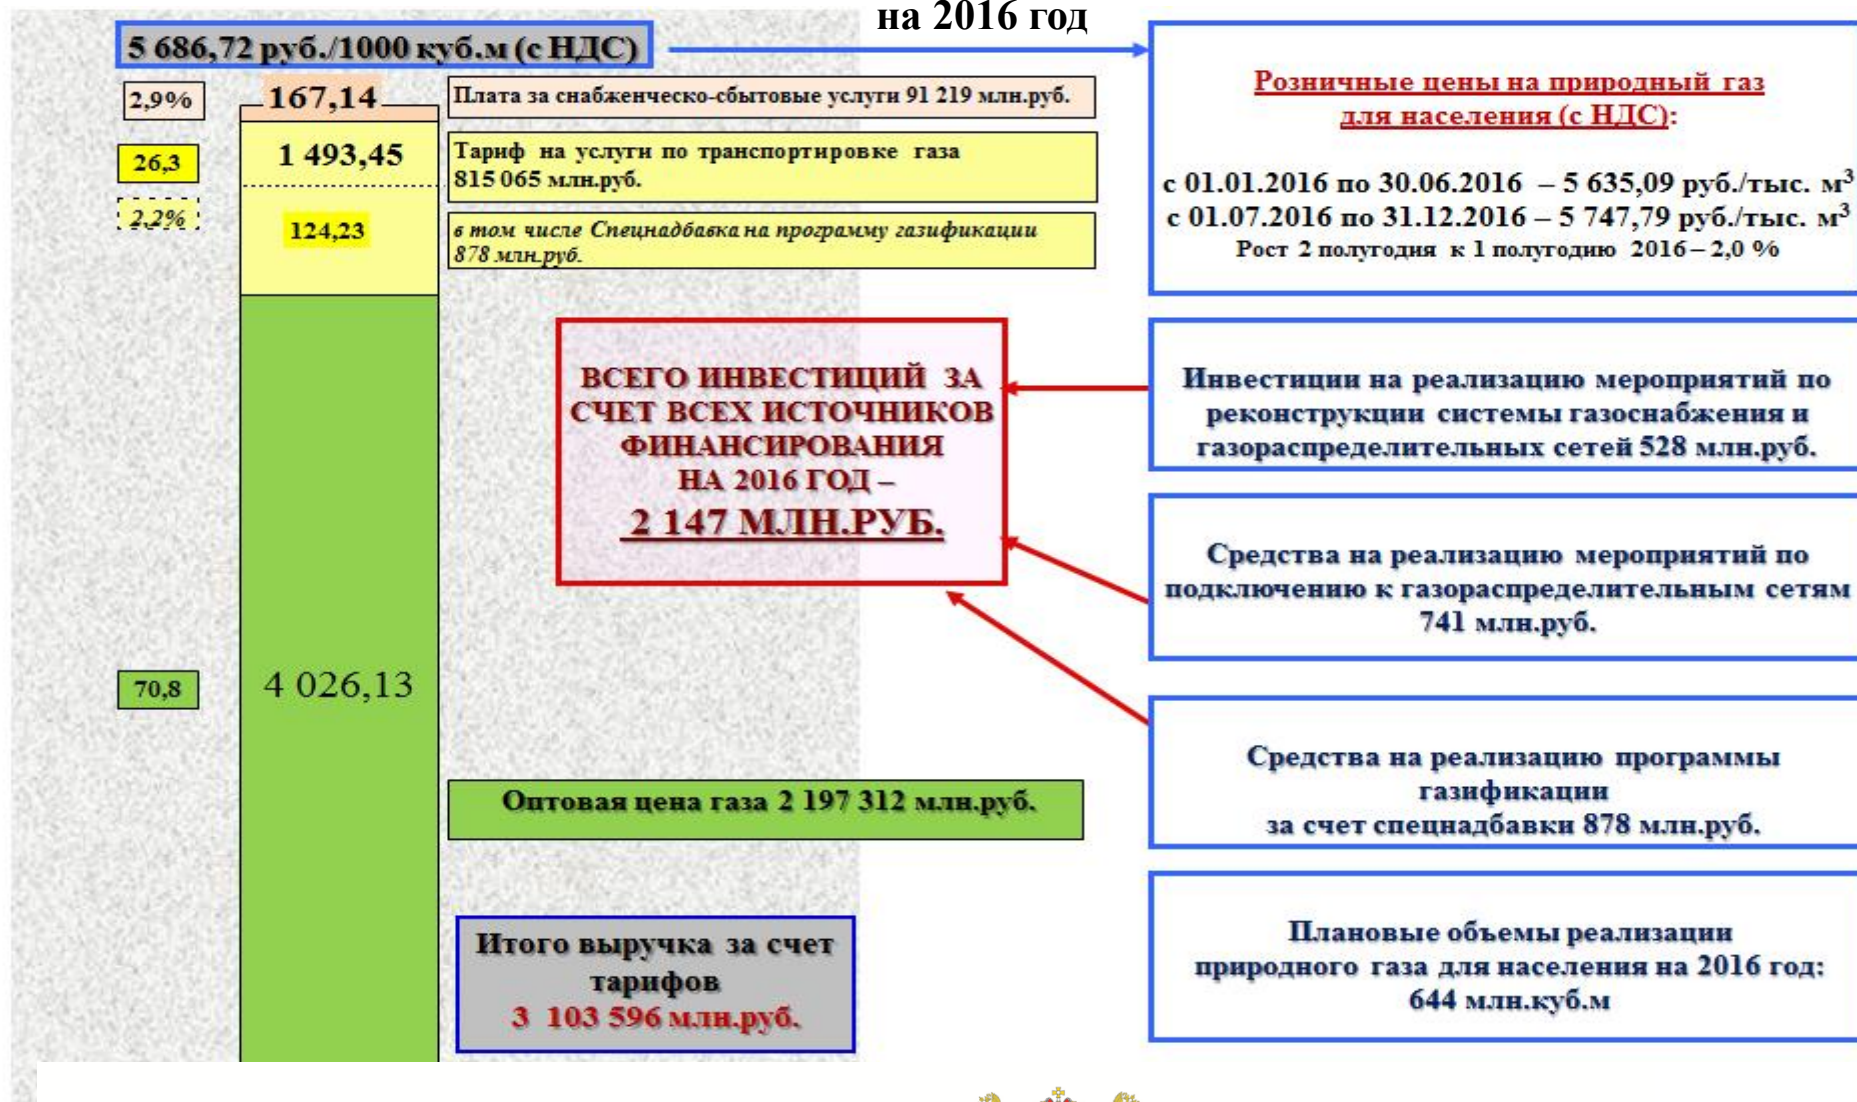 на 2016 год
5 686,72 руб./1000 куб.м (с НДС)
2,9%
167,14
Плата за снабженческо-сбытовые услуги 91 219 млн.руб.
26,3
1 493,45
Тариф на услуги по транспортировке газа
815 065 млн.руб.
2,2%
124,23
в том числе Спецнадбавка на программу газификации
878 млн.руб.
70,8
4 026,13
Оптовая цена газа 2 197 312 млн.руб.
Итого выручка за счет
тарифов
3 103 596 млн.руб.
ВСЕГО ИНВЕСТИЦИЙ ЗА
СЧЕТ ВСЕХ ИСТОЧНИКОВ
ФИНАНСИРОВАНИЯ
НА 2016 ГОД –
2 147 МЛН.РУБ.
Розничные цены на природный газ
для населения (с НДС):
с 01.01.2016 по 30.06.2016 – 5 635,09 руб./тыс. м³
с 01.07.2016 по 31.12.2016 – 5 747,79 руб./тыс. м³
Рост 2 полугодия к 1 полугодию 2016 – 2,0 %
Инвестиции на реализацию мероприятий по
реконструкции системы газоснабжения и
газораспределительных сетей 528 млн.руб.
Средства на реализацию мероприятий по
подключению к газораспределительным сетям
741 млн.руб.
Средства на реализацию программы
газификации
за счет спецнадбавки 878 млн.руб.
Плановые объемы реализации
природного газа для населения на 2016 год:
644 млн.куб.м